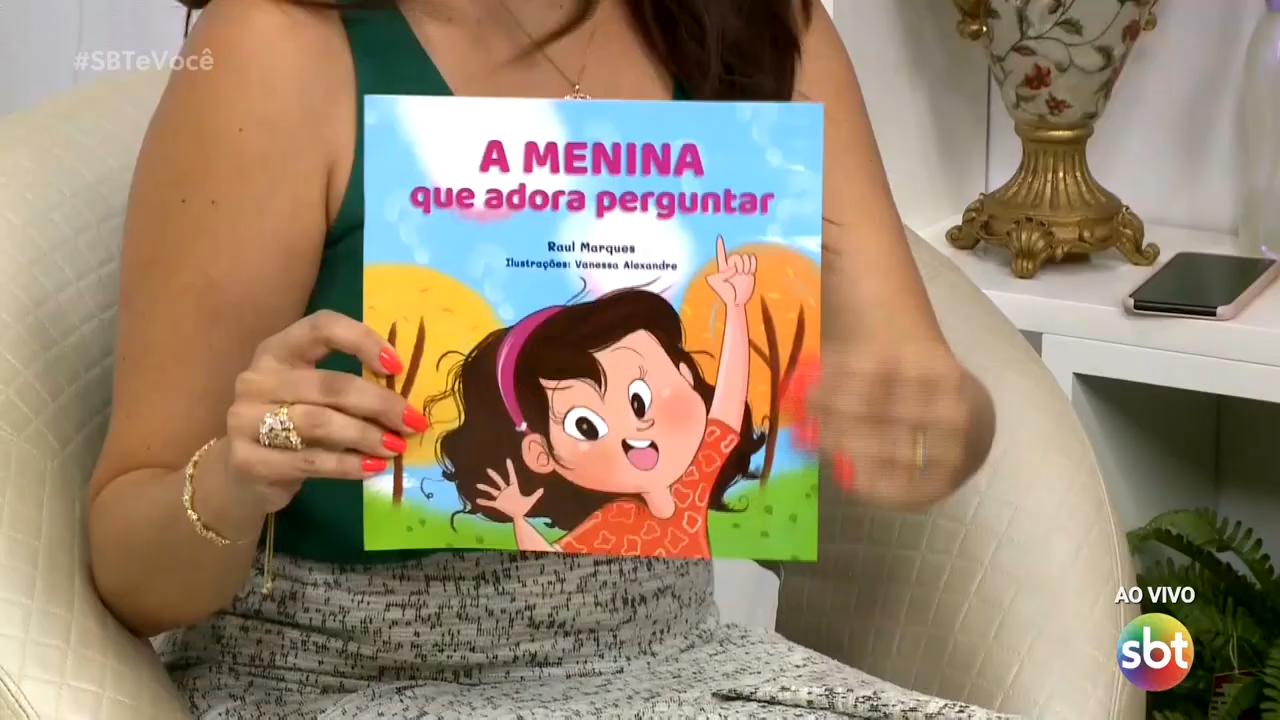 #SBTeVocê
A MENINA
que adora perguntar
Raul Marques
Ilustrações: Vanessa Alexandre
AO VIVO
sbt